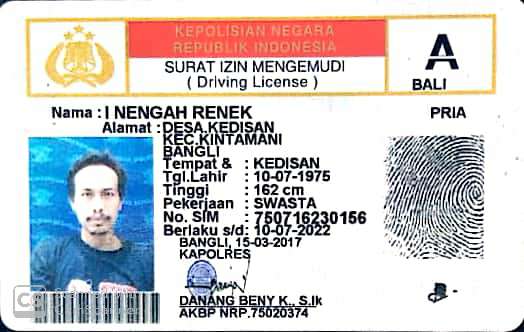 KEPOLISIAN NEGARA
REPUBLIK INDONESIA
SURAT IZIN MENGEMUDI
( Driving License )
A
BALI
Nama : I NENGAH RENEK
PRIA
Alamat : DESA.KEDISAN
KEC.KINTAMANI
BANGLI
Tempat & : KEDISAN
Tgl.Lahir : 10-07-1975
Tinggi : 162 cm
Pekerjaan : SWASTA
No. SIM : 750716230156
Berlaku s/d : 10-07-2022
BANGLI, 15-03-2017
KAPOLRES
DANANG BENY K., S.Ik
AKBP NRP.75020374